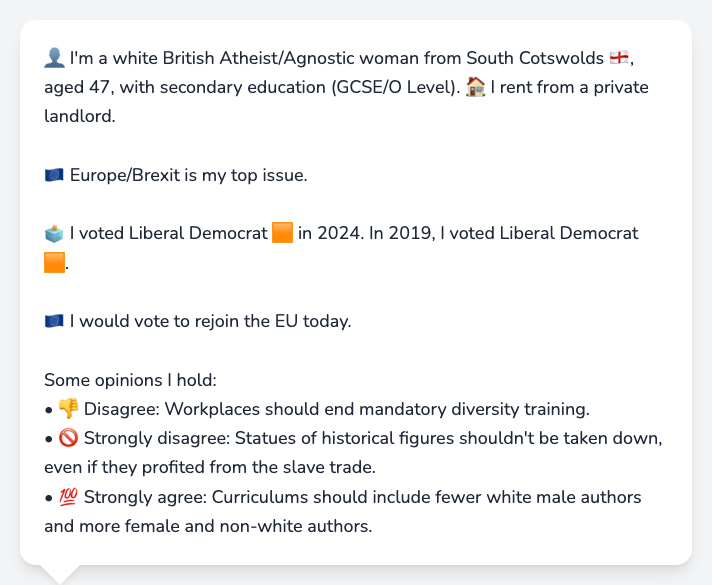 👤 I'm a white British Atheist/Agnostic woman from South Cotswolds 🏴󠁧󠁢󠁥󠁮󠁧󠁿,
aged 47, with secondary education (GCSE/O Level). 🏠 I rent from a private
landlord.
🇪🇺 Europe/Brexit is my top issue.
🗳️ I voted Liberal Democrat 🟧 in 2024. In 2019, I voted Liberal Democrat
🟧.
🇪🇺 I would vote to rejoin the EU today.
Some opinions I hold:
• 👎 Disagree: Workplaces should end mandatory diversity training.
• 🚫 Strongly disagree: Statues of historical figures shouldn't be taken down,
even if they profited from the slave trade.
• 💯 Strongly agree: Curriculums should include fewer white male authors
and more female and non-white authors.